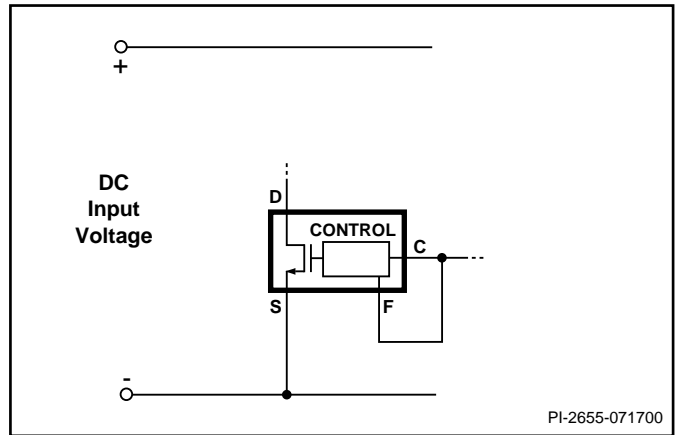 +
DC
Input
Voltage
D
CONTROL
C
S
F
-
PI-2655-071700